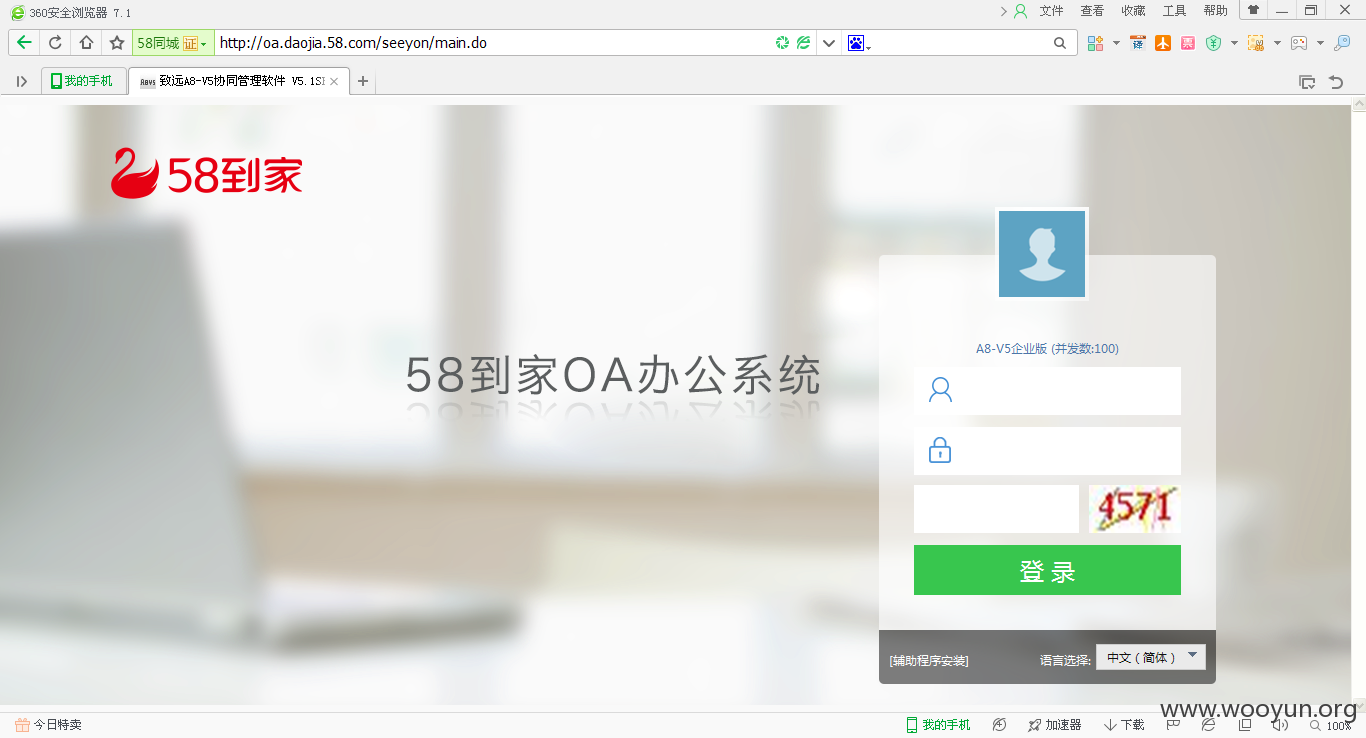 360安全浏览器 7.1
文件 查看 收藏 工具 帮助
58同城 证 http://oa.daojia.58.com/seeyon/main.do
译 票
我的手机 A8V5 致远A8-V5协同管理软件 V5.1SP
58到家
A8-V5企业版 (并发数:100)
58到家OA办公系统
4571
登录
[辅助程序安装] 语言选择: 中文 ( 简体 )
www.wooyun.org
今日特卖 我的手机 加速器 下载 100%